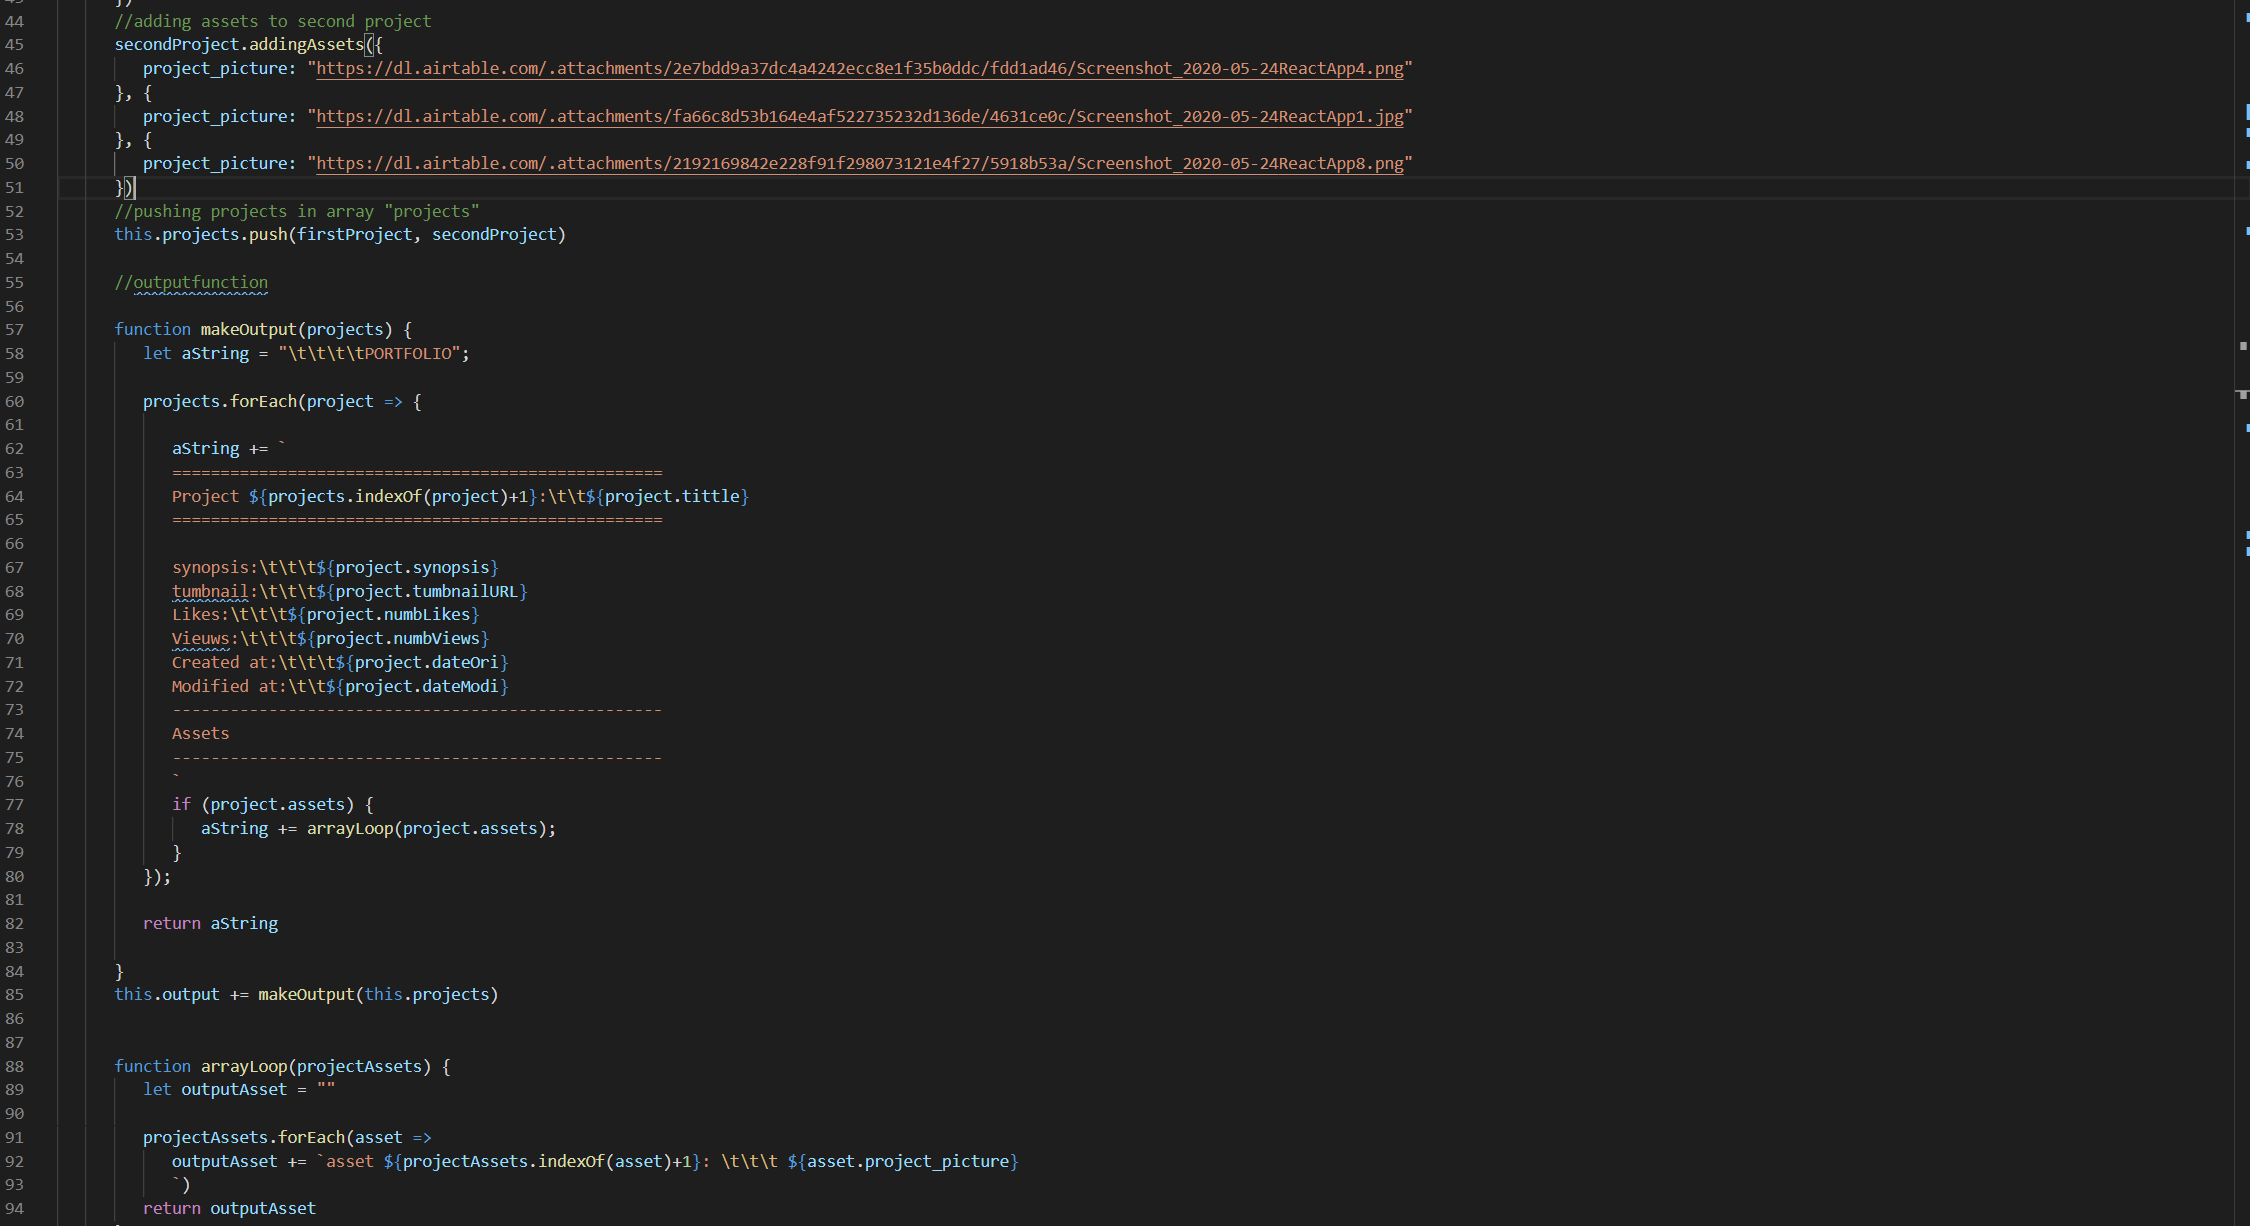 44 //adding assets to second project
45 secondProject.addingAssets({
46 project_picture: "https://dl.airtable.com/.attachments/2e7bdd9a37dc4a4242ecc8e1f35b0ddc/fdd1ad46/Screenshot_2020-05-24ReactApp4.png"
47 }, {
48 project_picture: "https://dl.airtable.com/.attachments/fa66c8d53b164e4af522735232d136de/4631ce0c/Screenshot_2020-05-24ReactApp1.jpg"
49 }, {
50 project_picture: "https://dl.airtable.com/.attachments/2192169842e228f91f298073121e4f27/5918b53a/Screenshot_2020-05-24ReactApp8.png"
51 })
52 //pushing projects in array "projects"
53 this.projects.push(firstProject, secondProject)
54
55 //outputfunction
56
57 function makeOutput(projects) {
58 let aString = "\t\t\t\tPORTFOLIO";
59
60 projects.forEach(project => {
61
62 aString += `
63 ===================================================
64 Project ${projects.indexOf(project)+1}:\t\t${project.tittle}
65 ===================================================
66
67 synopsis:\t\t\t${project.synopsis}
68 tumbnail:\t\t\t${project.tumbnailURL}
69 Likes:\t\t\t${project.numbLikes}
70 Vieuws:\t\t\t${project.numbViews}
71 Created at:\t\t\t${project.dateOri}
72 Modified at:\t\t${project.dateModi}
73 ---------------------------------------------------
74 Assets
75 ---------------------------------------------------
76 `
77 if (project.assets) {
78 aString += arrayLoop(project.assets);
79 }
80 });
81
82 return aString
83
84 }
85 this.output += makeOutput(this.projects)
86
87
88 function arrayLoop(projectAssets) {
89 let outputAsset = ""
90
91 projectAssets.forEach(asset =>
92 outputAsset += `asset ${projectAssets.indexOf(asset)+1}: \t\t\t ${asset.project_picture}
93 `)
94 return outputAsset